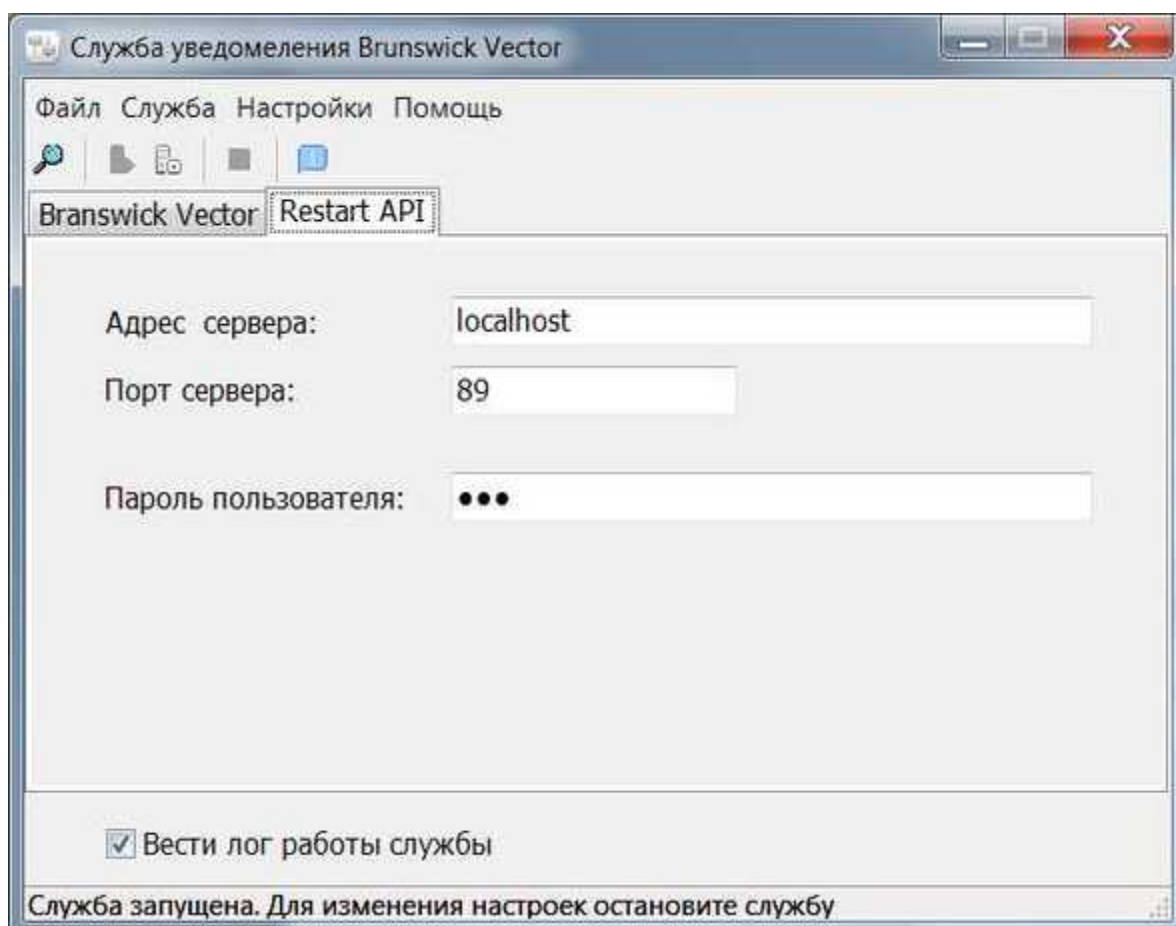 Служба уведомеления Brunswick Vector
Файл Служба Настройки Помощь
Branswick Vector Restart API
Адрес сервера: localhost
Порт сервера: 89
Пароль пользователя: ●●●
Вести лог работы службы
Служба запущена. Для изменения настроек остановите службу